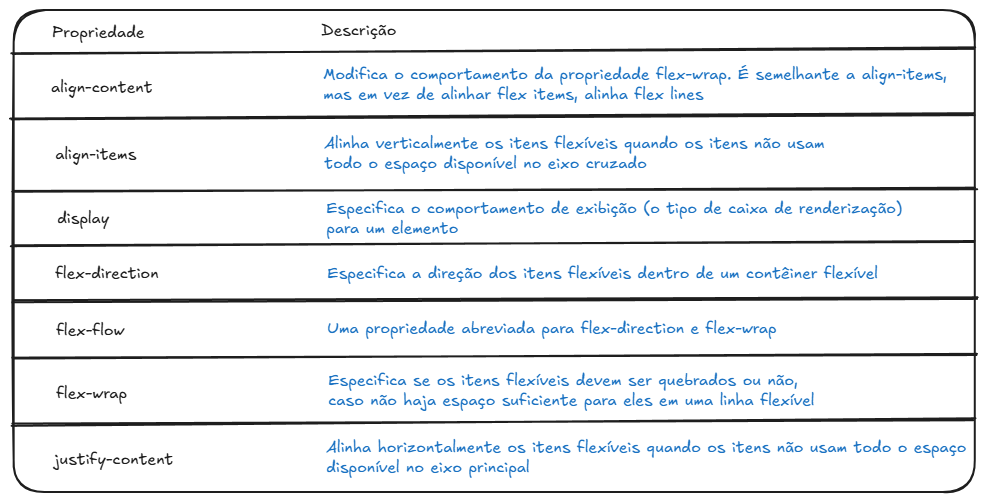 Propriedade Descrição
align-content
Modifica o comportamento da propriedade flex-wrap. É semelhante a align-items,
mas em vez de alinhar flex items, alinha flex lines
align-items
Alinha verticalmente os itens flexíveis quando os itens não usam
todo o espaço disponível no eixo cruzado
display
Especifica o comportamento de exibição (o tipo de caixa de renderização)
para um elemento
flex-direction
Especifica a direção dos itens flexíveis dentro de um contêiner flexível
flex-flow
Uma propriedade abreviada para flex-direction e flex-wrap
flex-wrap
Especifica se os itens flexíveis devem ser quebrados ou não,
caso não haja espaço suficiente para eles em uma linha flexível
justify-content
Alinha horizontalmente os itens flexíveis quando os itens não usam todo o espaço
disponível no eixo principal